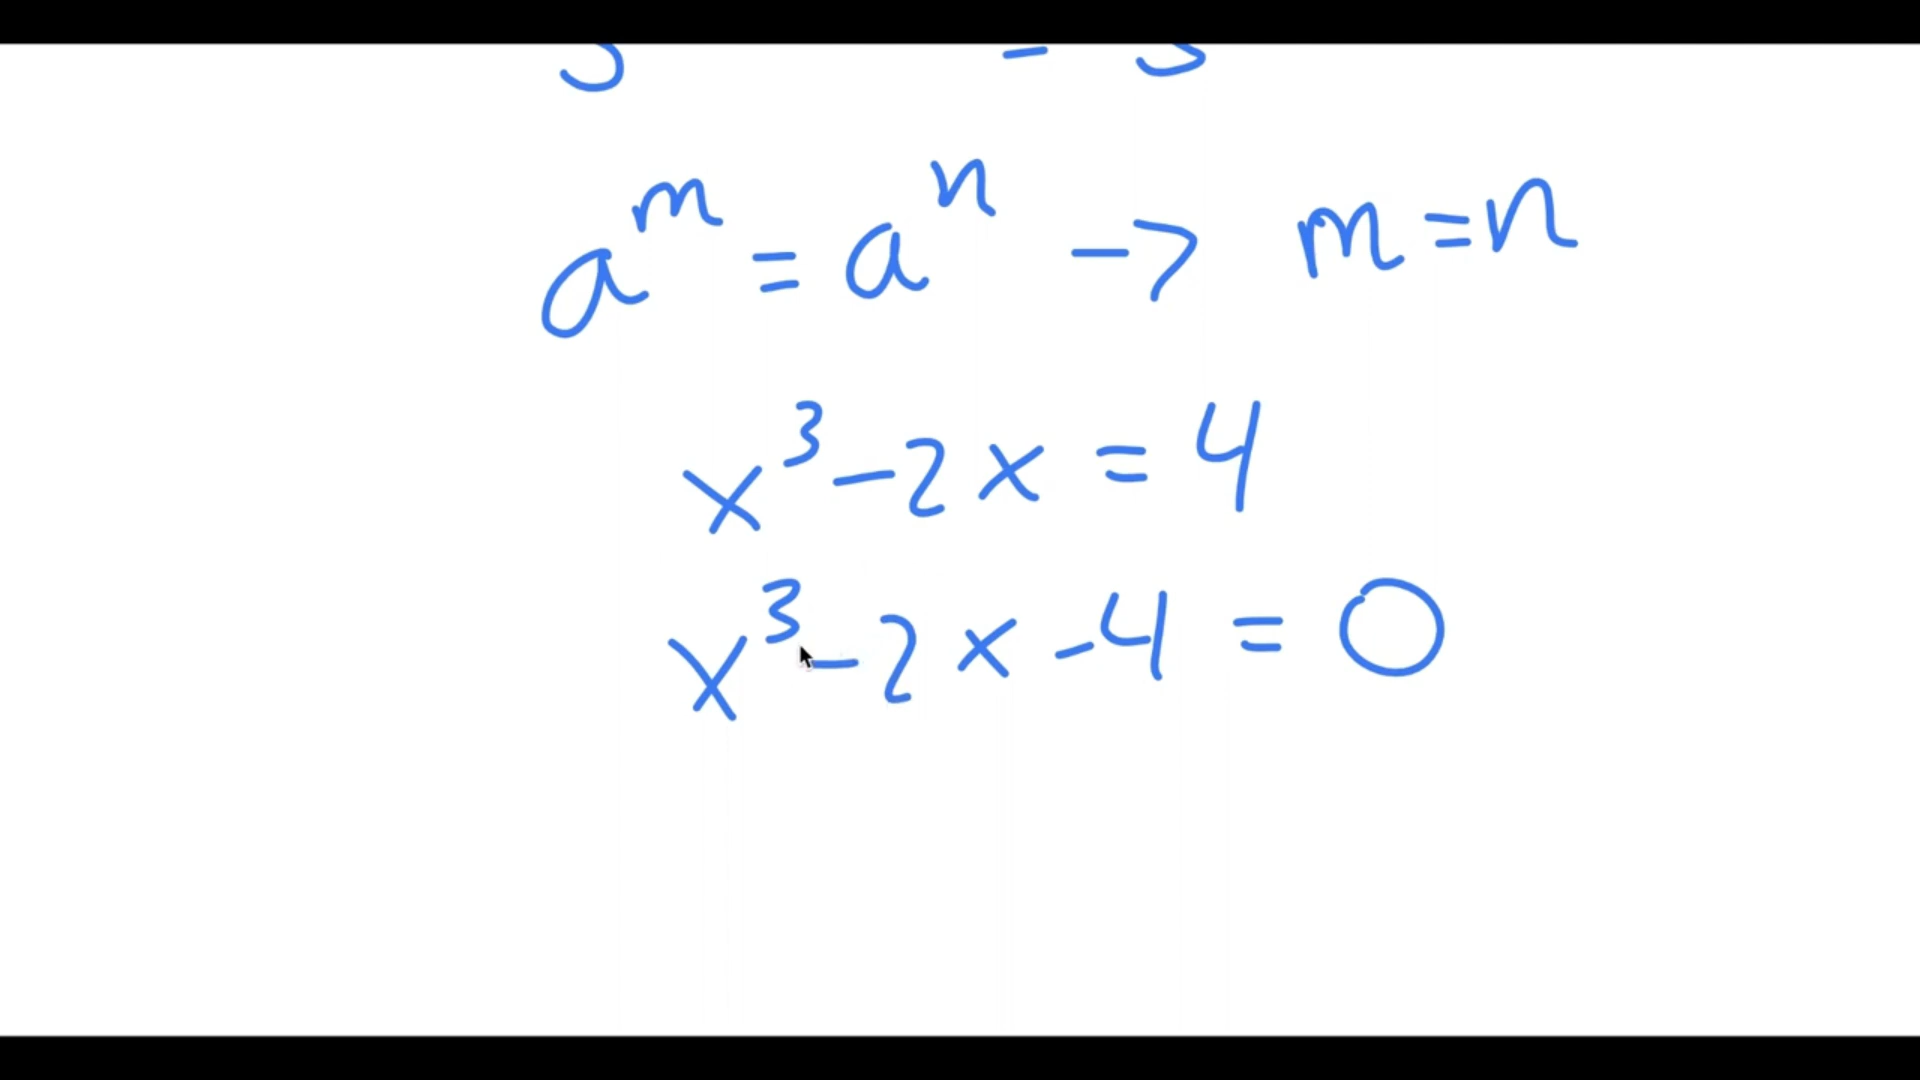 a^m = a^n -> m=n
x^3-2x = 4
x^3-2x-4 = 0